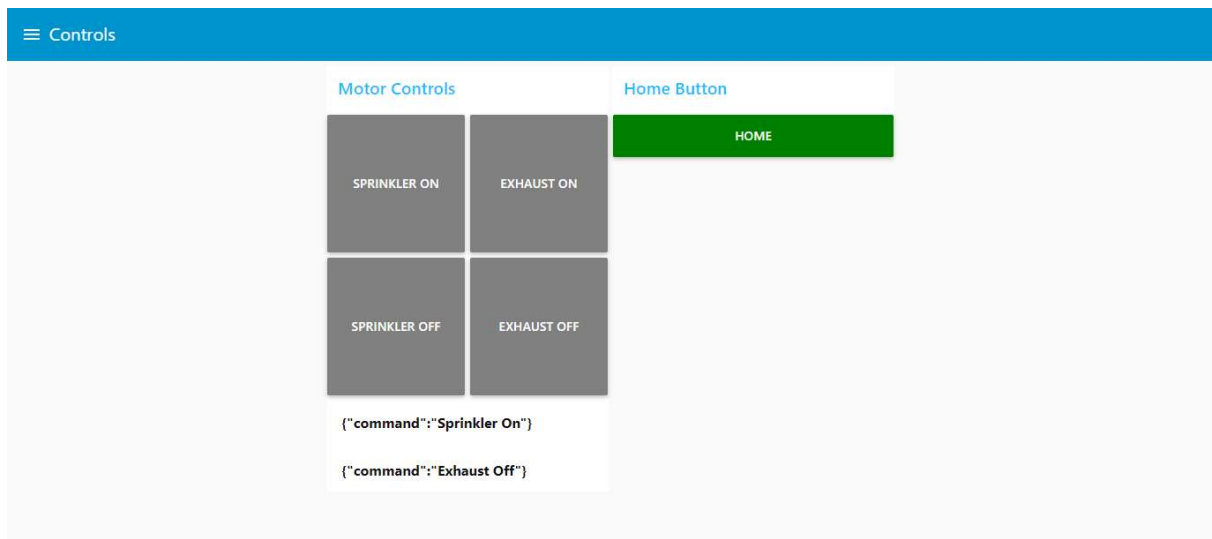 Controls
Motor Controls
SPRINKLER ON
EXHAUST ON
SPRINKLER OFF
EXHAUST OFF
{"command":"Sprinkler On"}
{"command":"Exhaust Off"}
Home Button
HOME